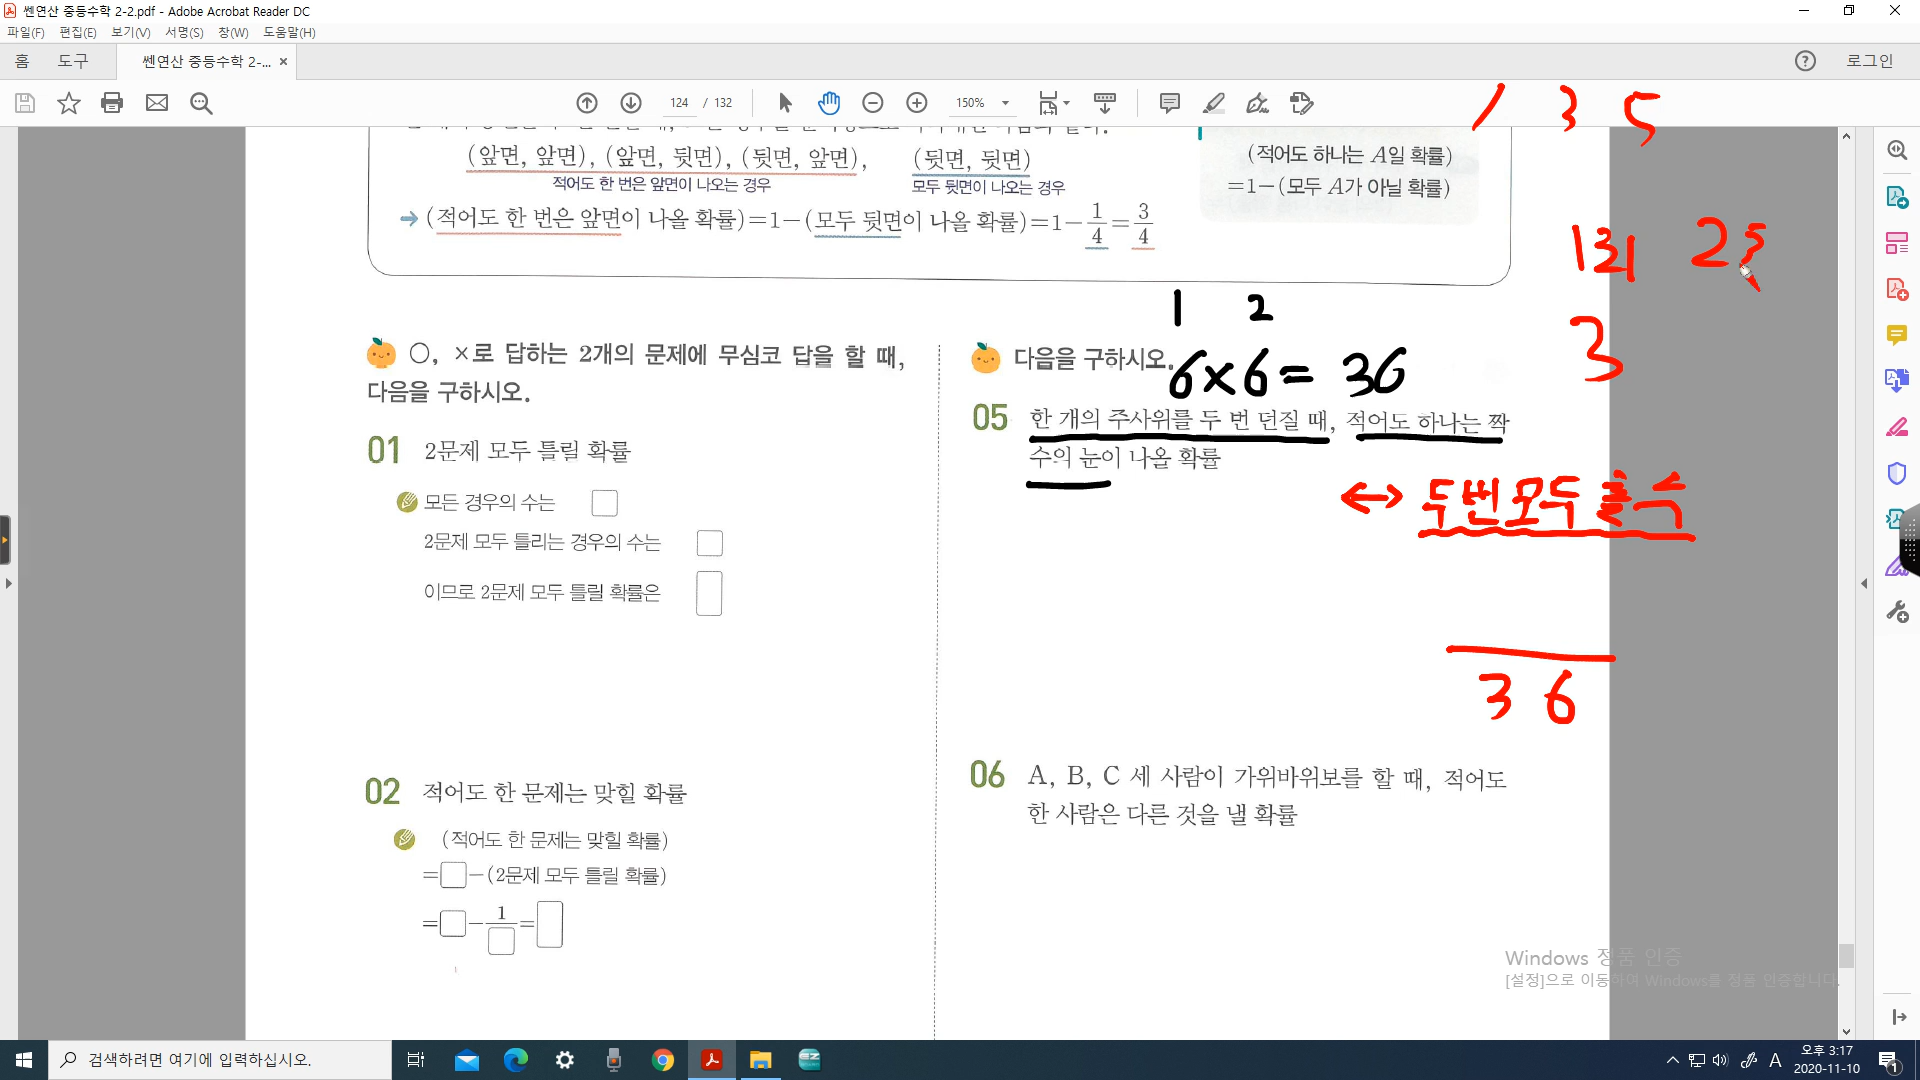 쎈연산 중등수학 2-2.pdf - Adobe Acrobat Reader DC
파일(F) 편집(E) 보기(V) 서명(S) 창(W) 도움말(H)
홈 도구 쎈연산 중등수학 2-... × 로그인
124 / 132 150%
1 3 5
(앞면, 앞면), (앞면, 뒷면), (뒷면, 앞면), (뒷면, 뒷면)
적어도 한 번은 앞면이 나오는 경우 모두 뒷면이 나오는 경우
→ (적어도 한 번은 앞면이 나올 확률)=1-(모두 뒷면이 나올 확률)=1-1/4=3/4
(적어도 하나는 A일 확률)
=1-(모두 A가 아닐 확률)
3
○, ×로 답하는 2개의 문제에 무심코 답을 할 때,
다음을 구하시오.
01 2문제 모두 틀릴 확률
모든 경우의 수는 □
2문제 모두 틀리는 경우의 수는 □
이므로 2문제 모두 틀릴 확률은 □
02 적어도 한 문제는 맞힐 확률
(적어도 한 문제는 맞힐 확률)
=□-(2문제 모두 틀릴 확률)
=□-1/□=□
1 2
다음을 구하시오.
6×6=36
05 한 개의 주사위를 두 번 던질 때, 적어도 하나는 짝
수의 눈이 나올 확률
↔ 두번 모두 홀수
36
06 A, B, C 세 사람이 가위바위보를 할 때, 적어도
한 사람은 다른 것을 낼 확률
Windows 정품 인증
[설정]으로 이동하여 Windows를 정품 인증합니다.
검색하려면 여기에 입력하십시오.
A 오후 3:17
2020-11-10
1